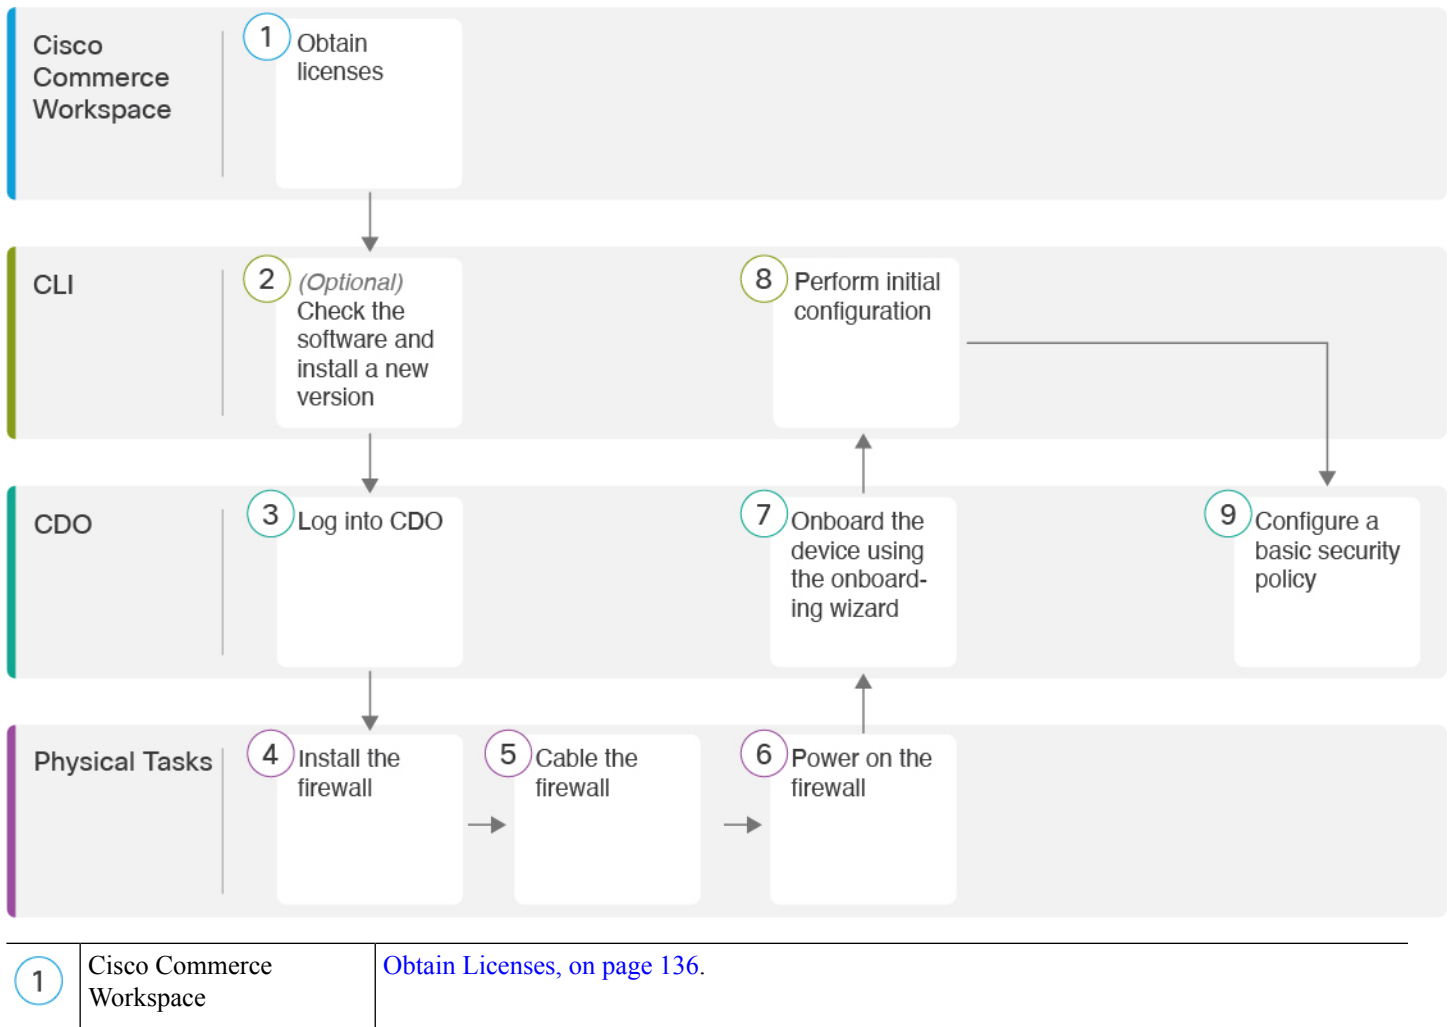 Cisco
Commerce
Workspace
1
Obtain
licenses
CLI
2
(Optional)
Check the
software and
install a new
version
8
Perform initial
configuration
CDO
3
Log into CDO
7
Onboard the
device using
the onboard-
ing wizard
9
Configure a
basic security
policy
Physical Tasks
4
Install the
firewall
5
Cable the
firewall
6
Power on the
firewall
1
Cisco Commerce
Workspace
Obtain Licenses, on page 136.